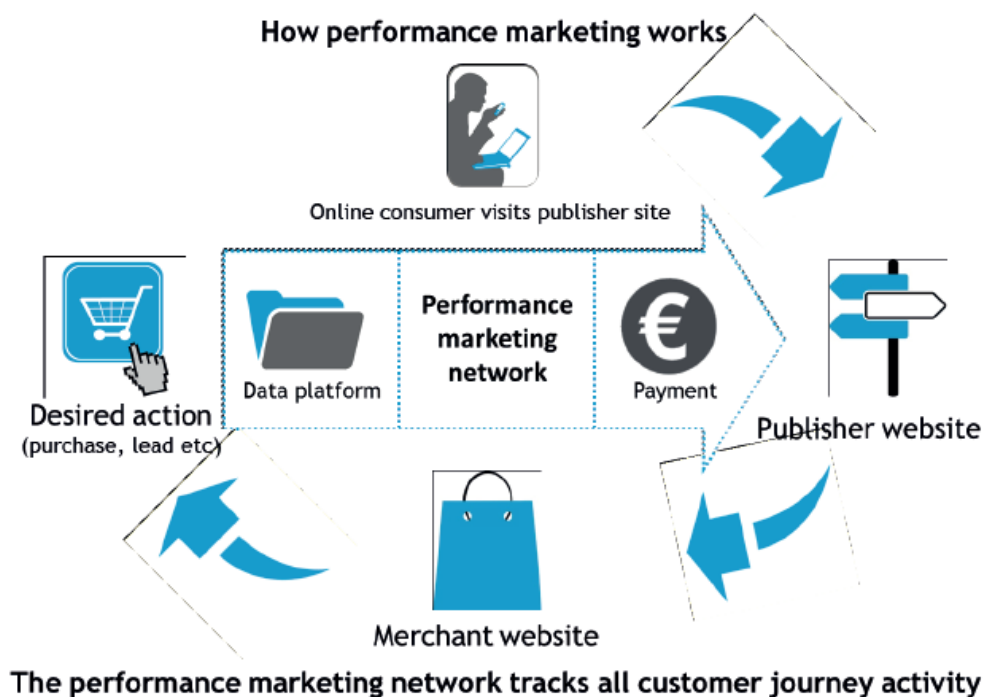 How performance marketing works
Online consumer visits publisher site
Desired action
(purchase, lead etc)
Data platform
Performance
marketing
network
€
Payment
Publisher website
Merchant website
The performance marketing network tracks all customer journey activity